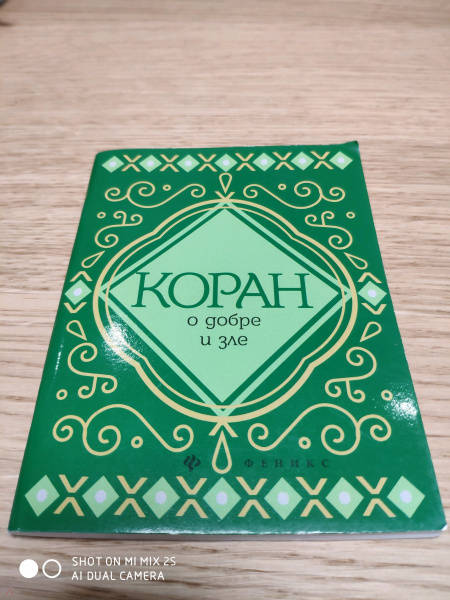 КОРАН
о добре
и зле
ФЕНИКС
SHOT ON MI MIX 2S
AI DUAL CAMERA